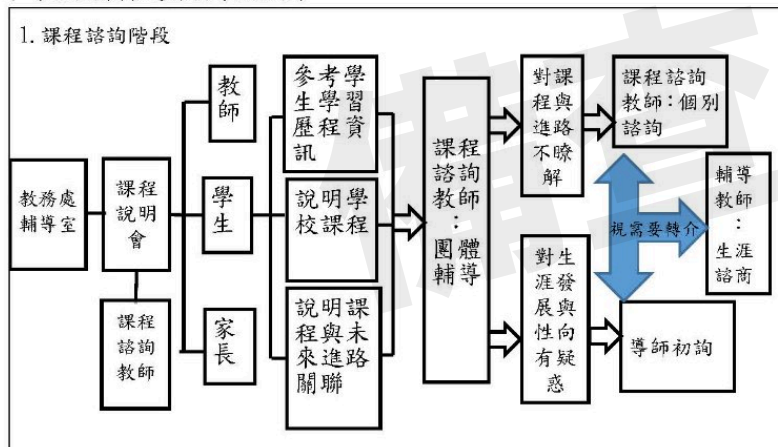 1. 課程諮詢階段
教務處
輔導室
課程
說明
會
課程
諮詢
教師
教
師
學
生
家
長
參考學
生學習
歷程資
訊
說明學
校課程
說明課
程與未
來進路
關聯
課程
諮詢
教師
：
團體
輔導
對課
程與
進路
不瞭
解
對生
涯發
展與
性向
有疑
惑
課程諮詢
教師：個別
諮詢
視需要轉介
輔導
教師
：
生涯
諮商
導師初詢
備查